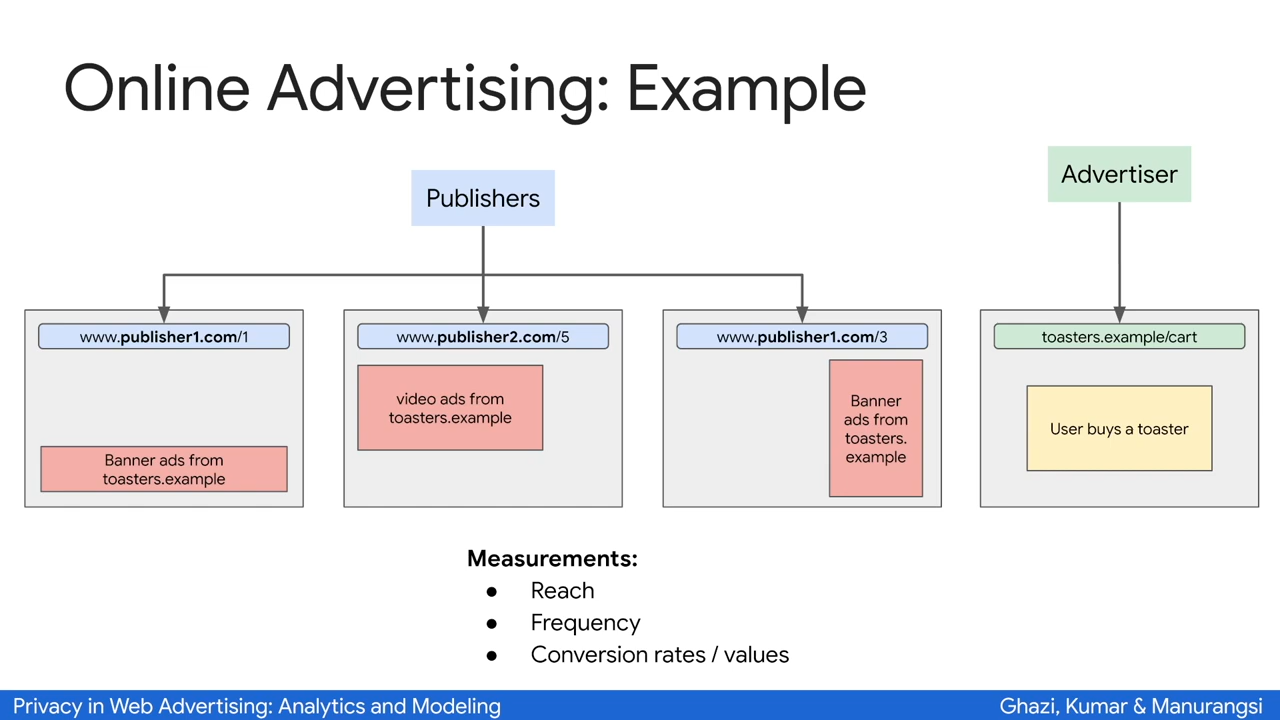 Online Advertising: Example
Publishers
Advertiser
www.publisher1.com/1
www.publisher2.com/5
www.publisher1.com/3
toasters.example/cart
Banner ads from
toasters.example
video ads from
toasters.example
Banner
ads from
toasters.
example
User buys a toaster
Measurements:
● Reach
● Frequency
● Conversion rates / values
Privacy in Web Advertising: Analytics and Modeling
Ghazi, Kumar & Manurangsi